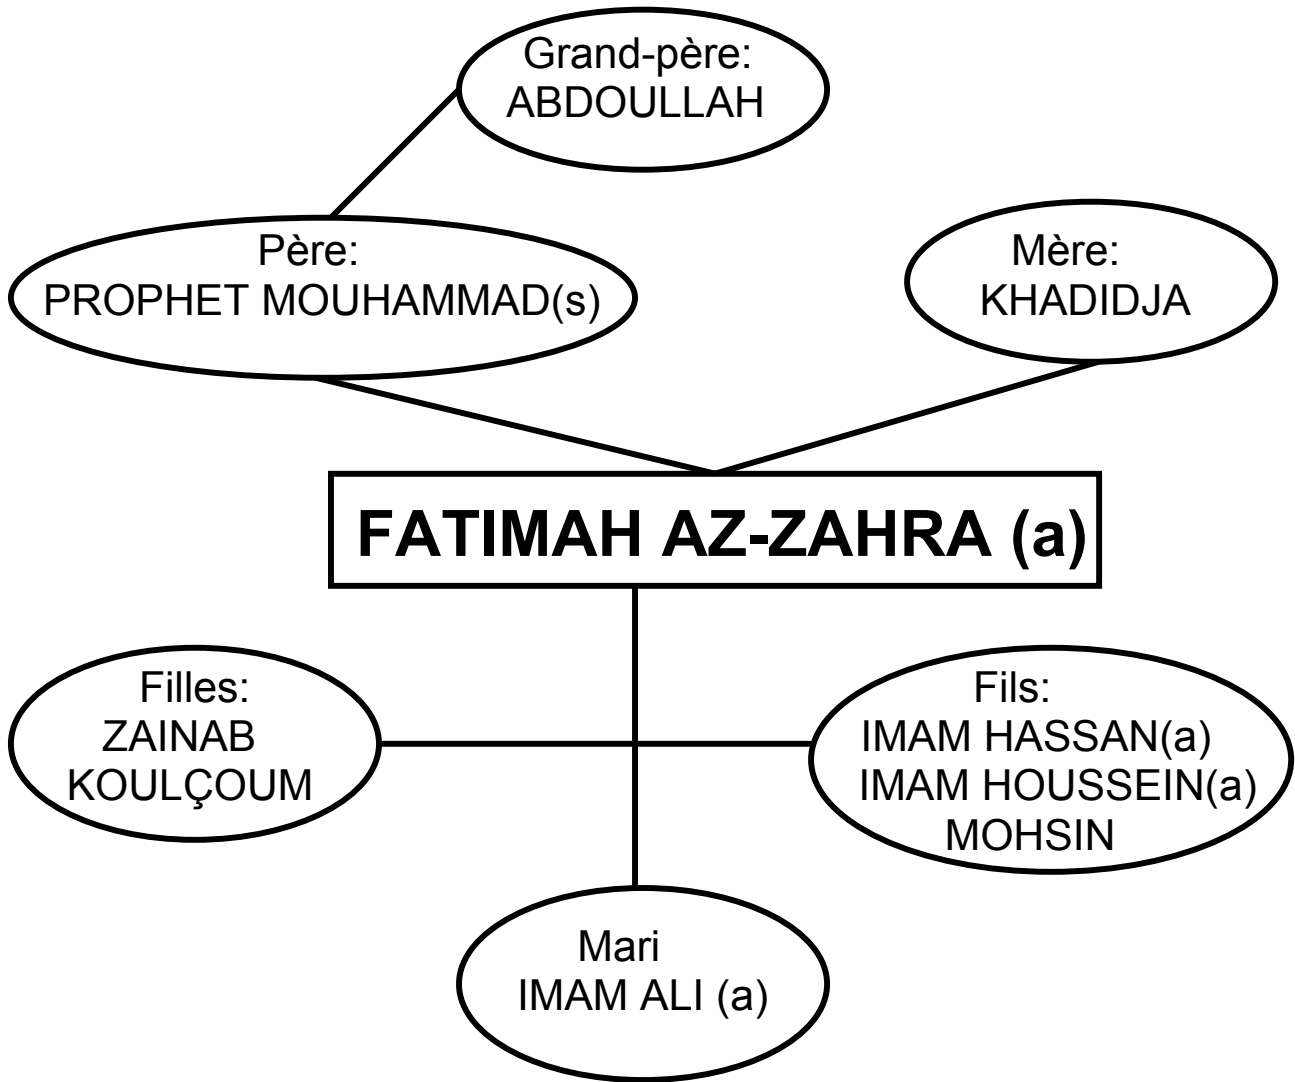 Grand-père:
ABDOULLAH
Père:
PROPHET MOUHAMMAD(s)
Mère:
KHADIDJA
FATIMAH AZ-ZAHRA (a)
Filles:
ZAINAB
KOULÇOUM
Fils:
IMAM HASSAN(a)
IMAM HOUSSEIN(a)
MOHSIN
Mari
IMAM ALI (a)